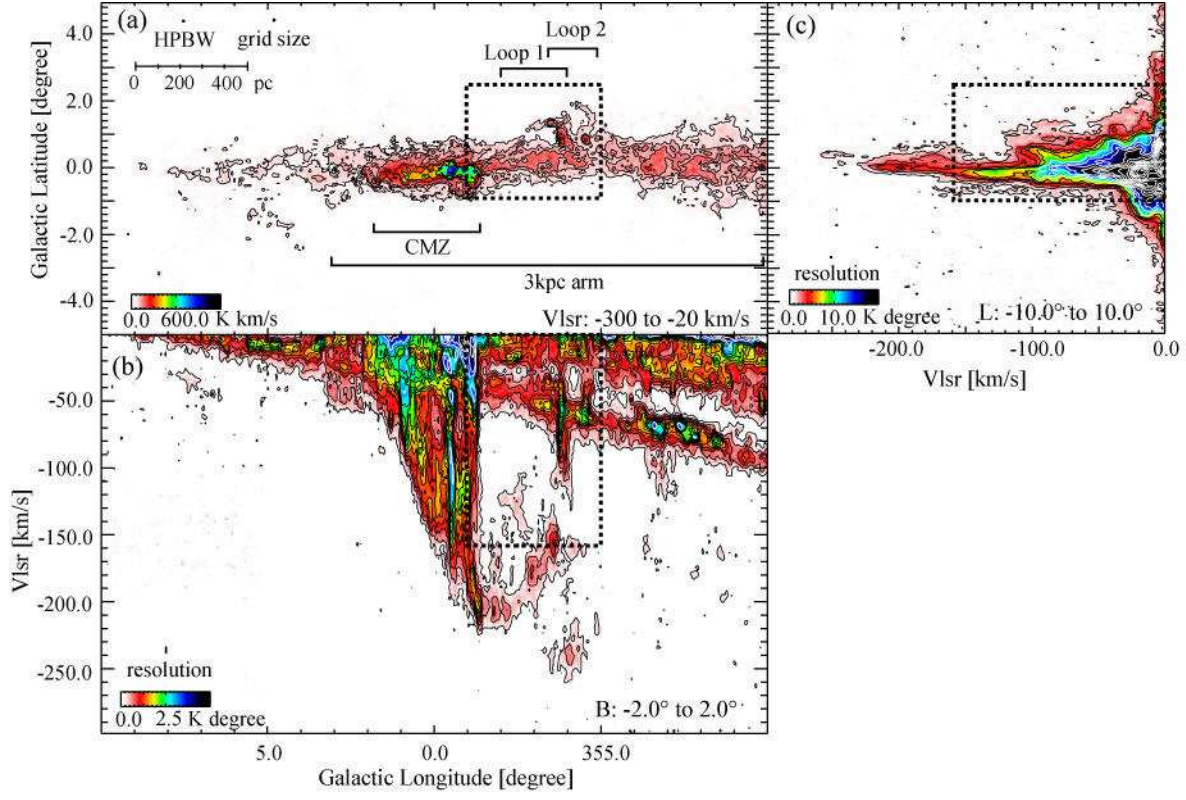 (a)
HPBW grid size
0 200 400 pc
Loop 2
Loop 1
CMZ
3kpc arm
0.0 600.0 K km/s
Vlsr: -300 to -20 km/s
Galactic Latitude [degree]
4.0
2.0
0.0
-2.0
-4.0
(c)
resolution
0.0 10.0 K degree
L: -10.0° to 10.0°
-200.0 -100.0 0.0
Vlsr [km/s]
(b)
-50.0
-100.0
-150.0
-200.0
-250.0
Vlsr [km/s]
resolution
0.0 2.5 K degree
B: -2.0° to 2.0°
5.0 0.0 355.0
Galactic Longitude [degree]